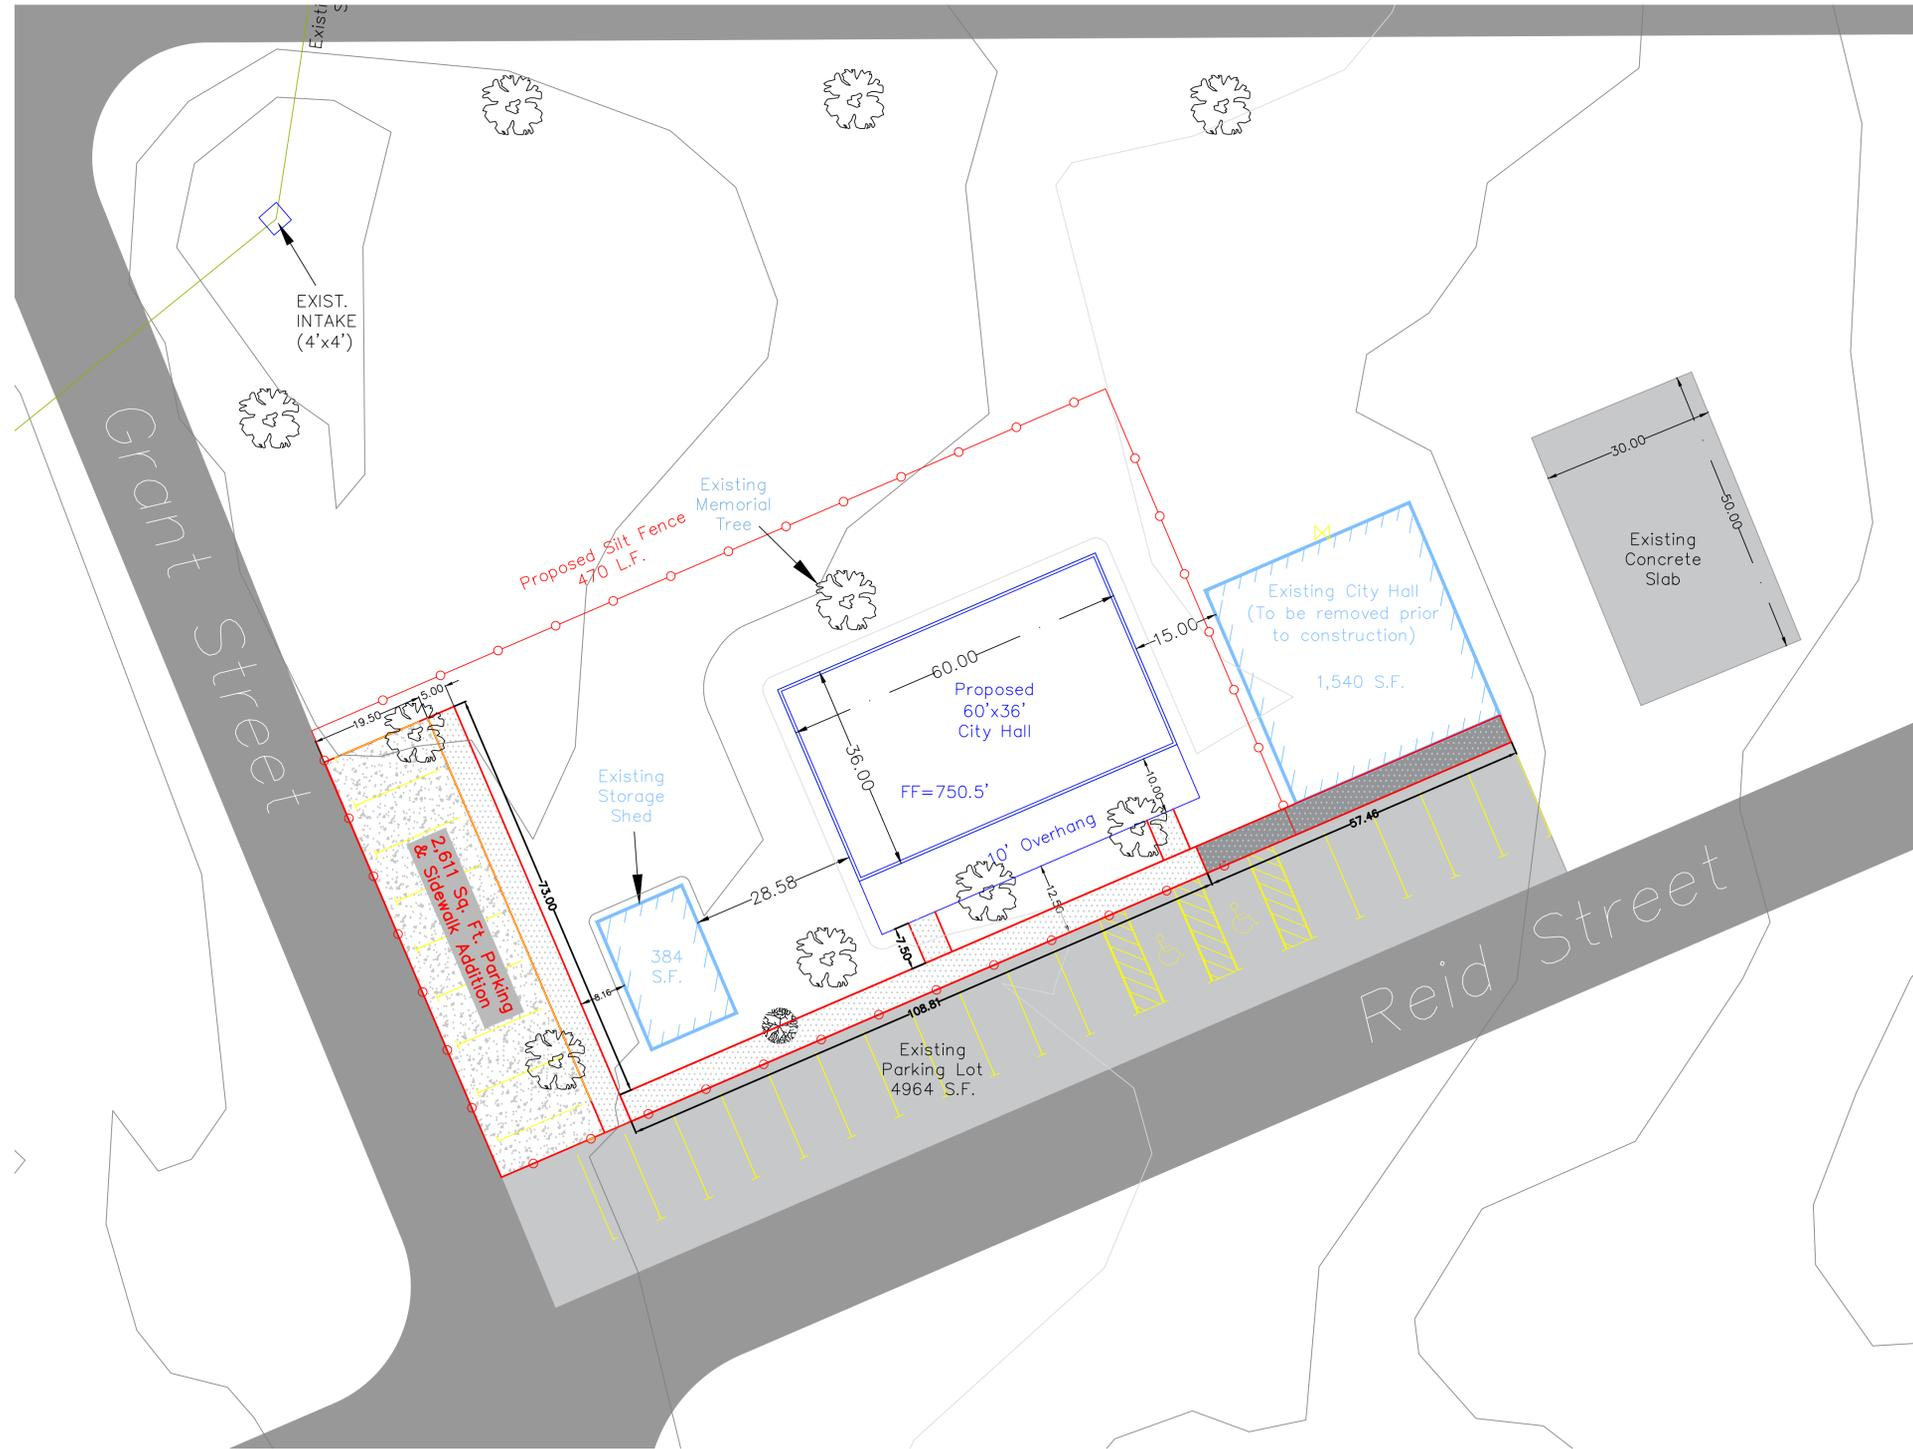 Existi
S
EXIST.
INTAKE
(4'x4')
Grant Street
Existing
Memorial
Tree
Proposed Silt Fence
470 L.F.
30.00
50.00
Existing
Concrete
Slab
Existing City Hall
(To be removed prior
to construction)
1,540 S.F.
15.00
60.00
Proposed
60'x36'
City Hall
36.00
FF=750.5'
10.00
10' Overhang
19.50
5.00
Existing
Storage
Shed
73.00
2,611 Sq. Ft. Parking
& Sidewalk Addition
28.58
384
S.F.
8.16
7.50
12.50
57.46
108.81
Existing
Parking Lot
4964 S.F.
Reid Street